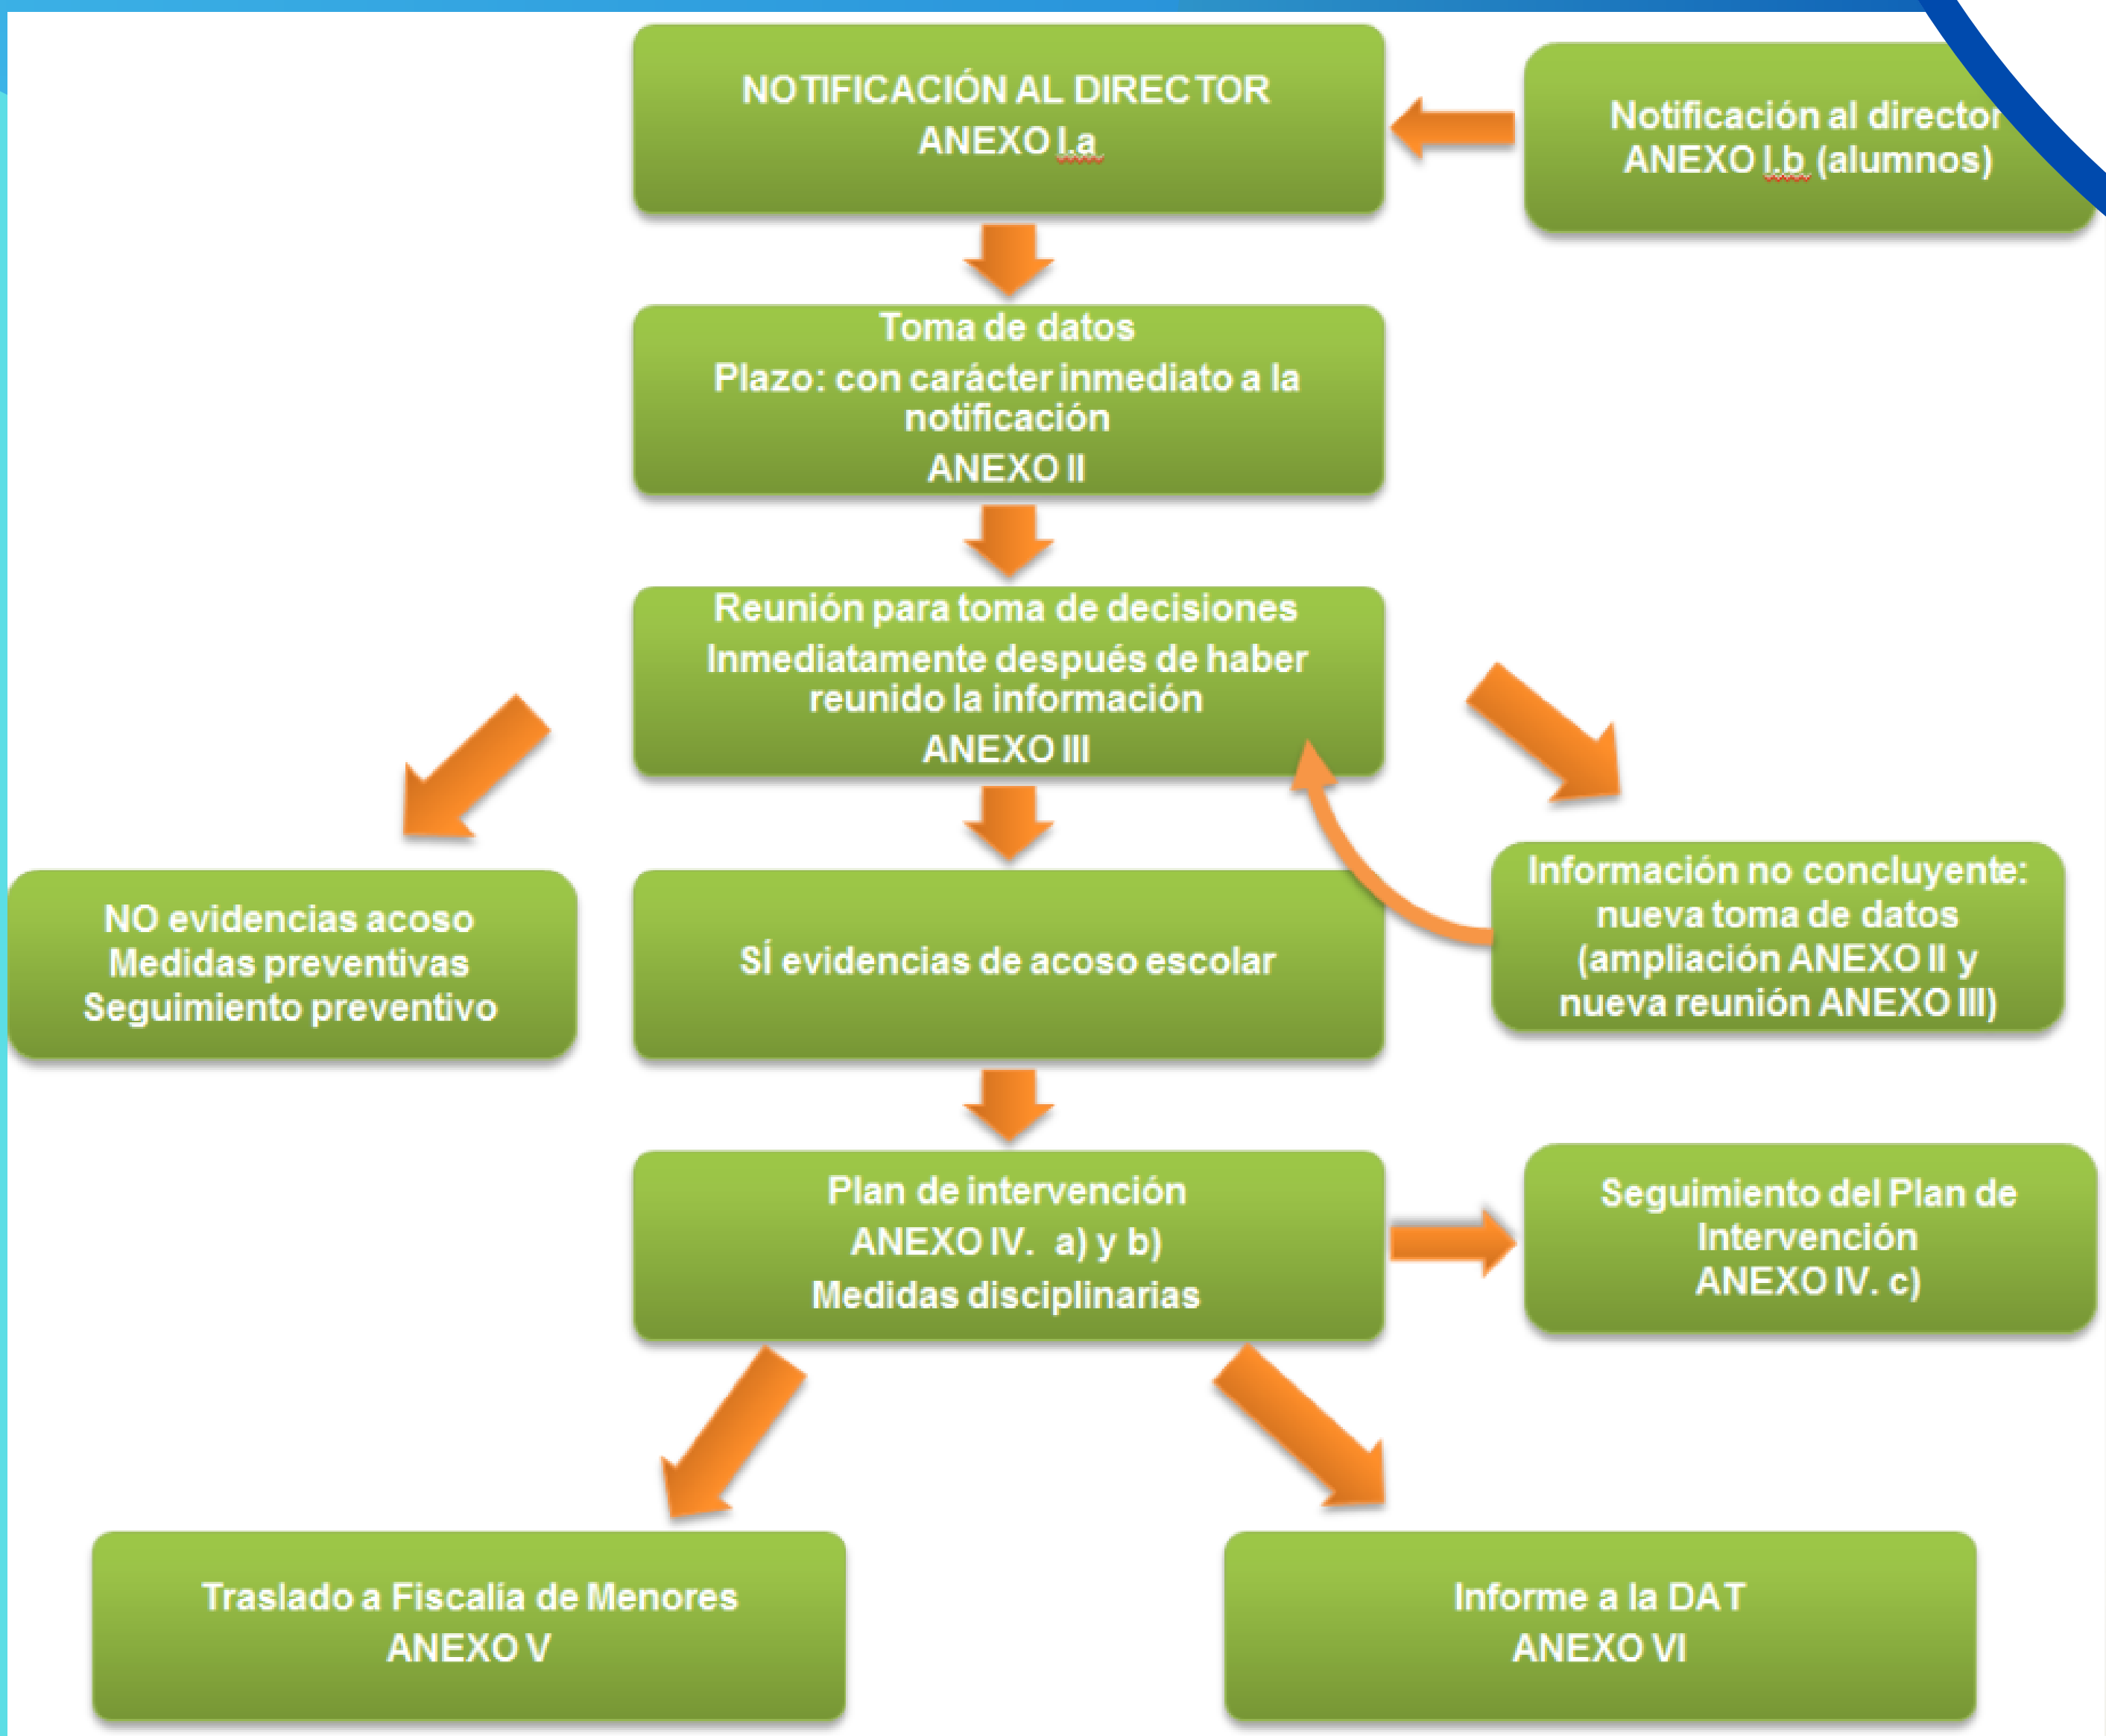 NOTIFICACIÓN AL DIRECTOR
ANEXO I.a
Notificación al director
ANEXO I.b (alumnos)
Toma de datos
Plazo: con carácter inmediato a la
notificación
ANEXO II
Reunión para toma de decisiones
Inmediatamente después de haber
reunido la información
ANEXO III
NO evidencias acoso
Medidas preventivas
Seguimiento preventivo
SÍ evidencias de acoso escolar
Información no concluyente:
nueva toma de datos
(ampliación ANEXO II y
nueva reunión ANEXO III)
Plan de intervención
ANEXO IV. a) y b)
Medidas disciplinarias
Seguimiento del Plan de
Intervención
ANEXO IV. c)
Traslado a Fiscalía de Menores
ANEXO V
Informe a la DAT
ANEXO VI